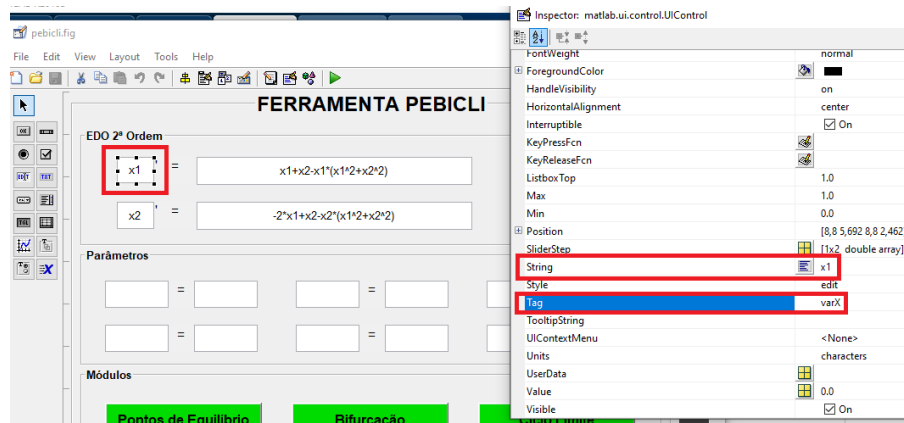 pebicli.fig
File Edit View Layout Tools Help
FERRAMENTA PEBICLI
EDO 2ª Ordem
x1 ' = x1+x2-x1*(x1^2+x2^2)
x2 ' = -2*x1+x2-x2*(x1^2+x2^2)
Parâmetros
= = 
= =
Módulos
Pontos de Equilíbrio Bifurcação Ciclo Limite
Inspector: matlab.ui.control.UIControl
FontWeight normal
ForegroundColor
HandleVisibility on
HorizontalAlignment center
Interruptible On
KeyPressFcn
KeyReleaseFcn
ListboxTop 1.0
Max 1.0
Min 0.0
Position [8,8 5,692 8,8 2,462]
SliderStep [1x2 double array]
String x1
Style edit
Tag varX
TooltipString
UIContextMenu <None>
Units characters
UserData
Value 0.0
Visible On